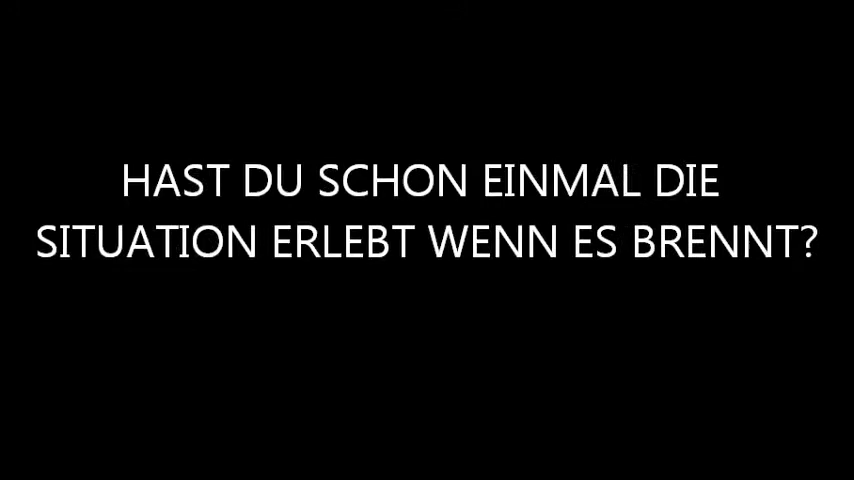 HAST DU SCHON EINMAL DIE
SITUATION ERLEBT WENN ES BRENNT?